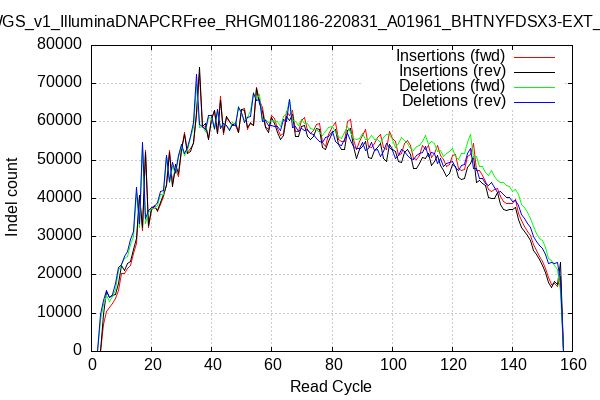 WGS_v1_IlluminaDNAPCRFree_RHGM01186-220831_A01961_BHTNYFDSX3-EXT_
Insertions (fwd)
Insertions (rev)
Deletions (fwd)
Deletions (rev)
80000
70000
60000
50000
40000
30000
20000
10000
0
Indel count
0 20 40 60 80 100 120 140 160
Read Cycle